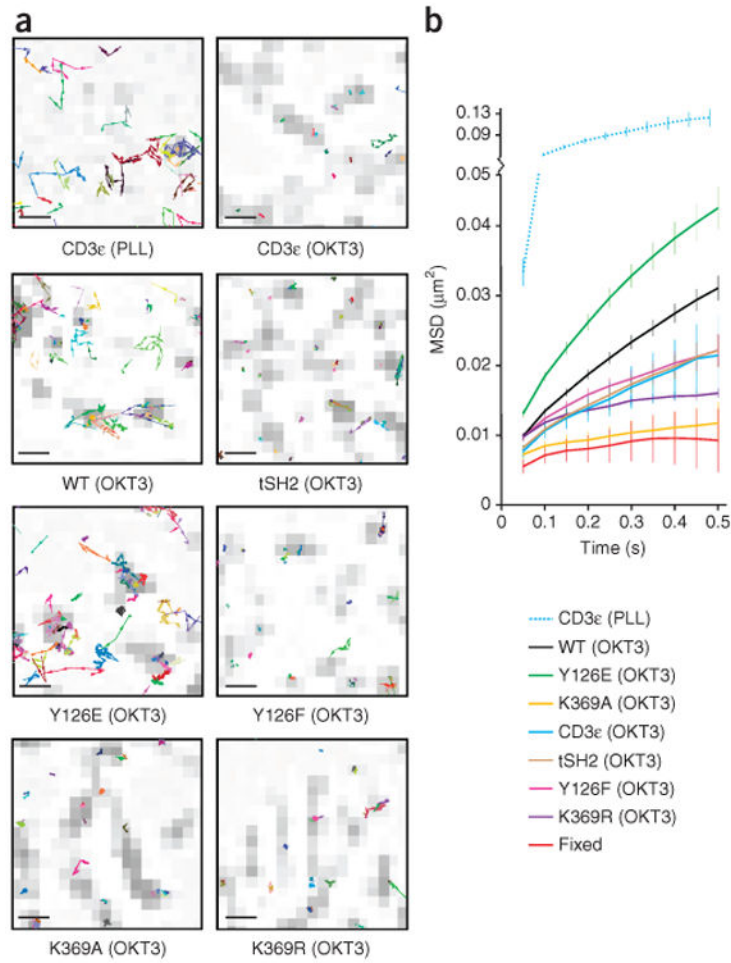 a
CD3ε (PLL)
CD3ε (OKT3)
WT (OKT3)
tSH2 (OKT3)
Y126E (OKT3)
Y126F (OKT3)
K369A (OKT3)
K369R (OKT3)
b
0.13
0.09
0.05
0.04
0.03
0.02
0.01
0
MSD (μm²)
0 0.1 0.2 0.3 0.4 0.5
Time (s)
CD3ε (PLL)
WT (OKT3)
Y126E (OKT3)
K369A (OKT3)
CD3ε (OKT3)
tSH2 (OKT3)
Y126F (OKT3)
K369R (OKT3)
Fixed